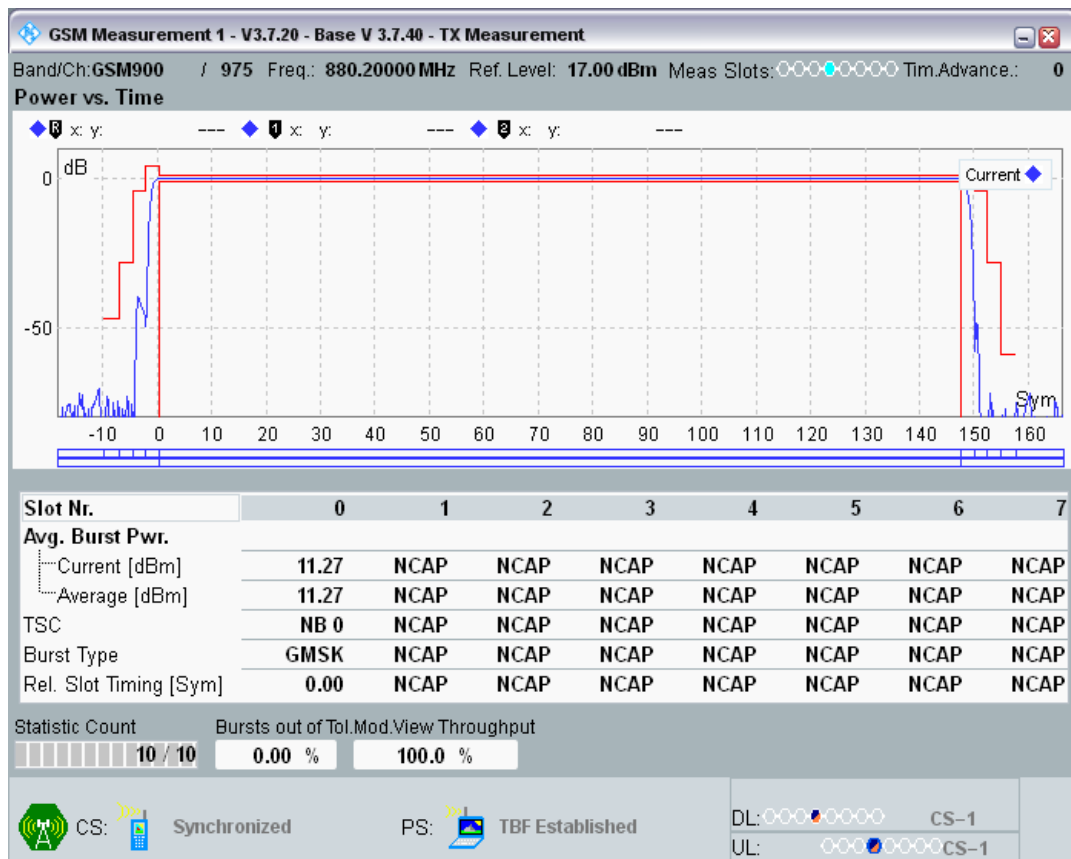 GSM Measurement 1 - V3.7.20 - Base V 3.7.40 - TX Measurement
Band/Ch:GSM900 / 975 Freq.: 880.20000 MHz Ref. Level: 17.00 dBm Meas Slots: Tim.Advance.: 0
Power vs. Time
R x: y: --- 1 x: y: --- 2 x: y: ---
dB
Current
0
-50
Sym
-10 0 10 20 30 40 50 60 70 80 90 100 110 120 130 140 150 160
Slot Nr. 0 1 2 3 4 5 6 7
Avg. Burst Pwr.
Current [dBm] 11.27 NCAP NCAP NCAP NCAP NCAP NCAP NCAP
Average [dBm] 11.27 NCAP NCAP NCAP NCAP NCAP NCAP NCAP
TSC NB 0 NCAP NCAP NCAP NCAP NCAP NCAP NCAP
Burst Type GMSK NCAP NCAP NCAP NCAP NCAP NCAP NCAP
Rel. Slot Timing [Sym] 0.00 NCAP NCAP NCAP NCAP NCAP NCAP NCAP
Statistic Count Bursts out of Tol.Mod.View Throughput
10 / 10 0.00 % 100.0 %
CS: Synchronized PS: TBF Established DL: CS-1
UL: CS-1